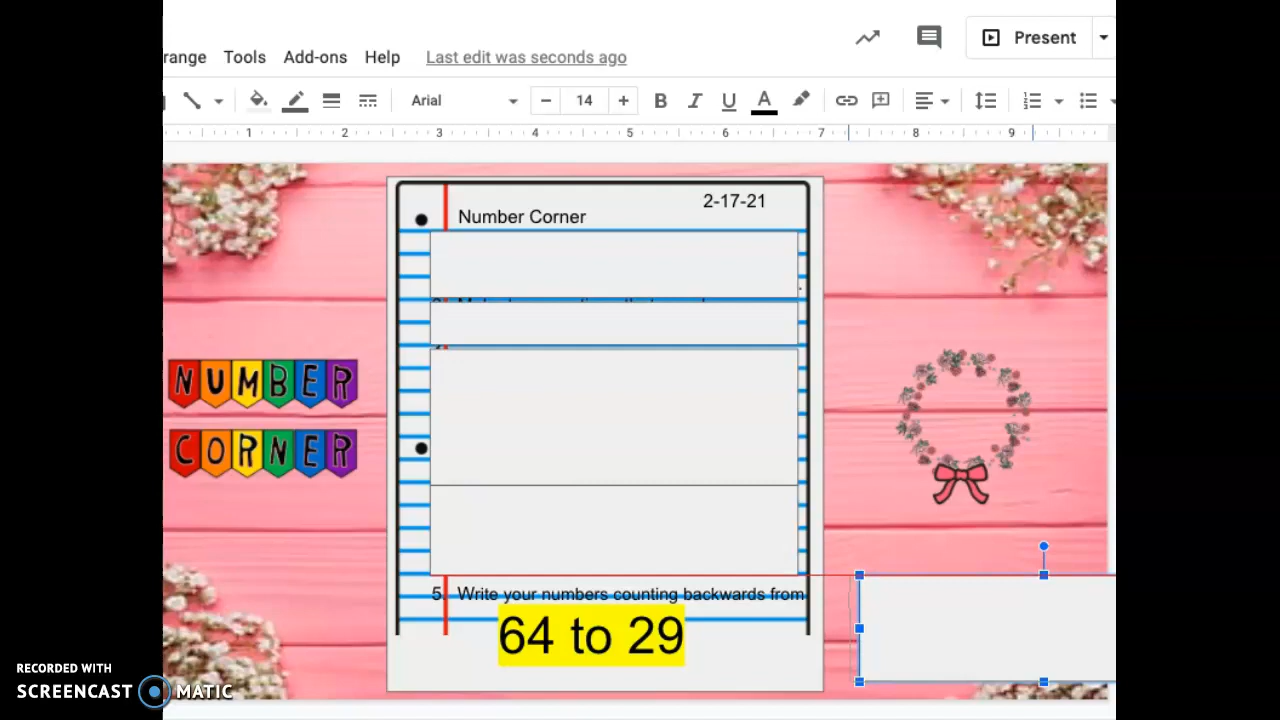 Present
range Tools Add-ons Help Last edit was seconds ago
Arial 14 B I U A
1 2 3 4 5 6 7 8 9
2-17-21
Number Corner
NUMBER
CORNER
5. Write your numbers counting backwards from
64 to 29
RECORDED WITH
SCREENCAST MATIC